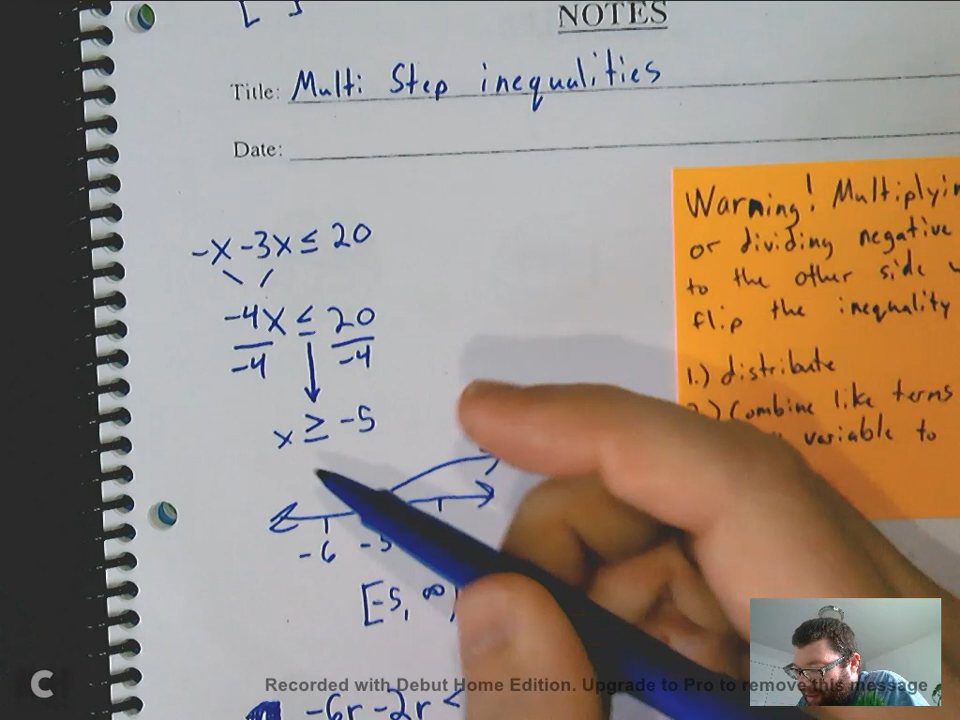 NOTES
Title: Multi Step inequalities
Date:
-x -3x ≤ 20
-4x ≤ 20
-4 -4
x ≥ -5
-6 -5
[-5, ∞)
-6r -2r <
Warning! Multiplyin
or dividing negative
to the other side
flip the inequality
1.) distribute
2.) Combine like terms
variable to
Recorded with Debut Home Edition. Upgrade to Pro to remove this message
C